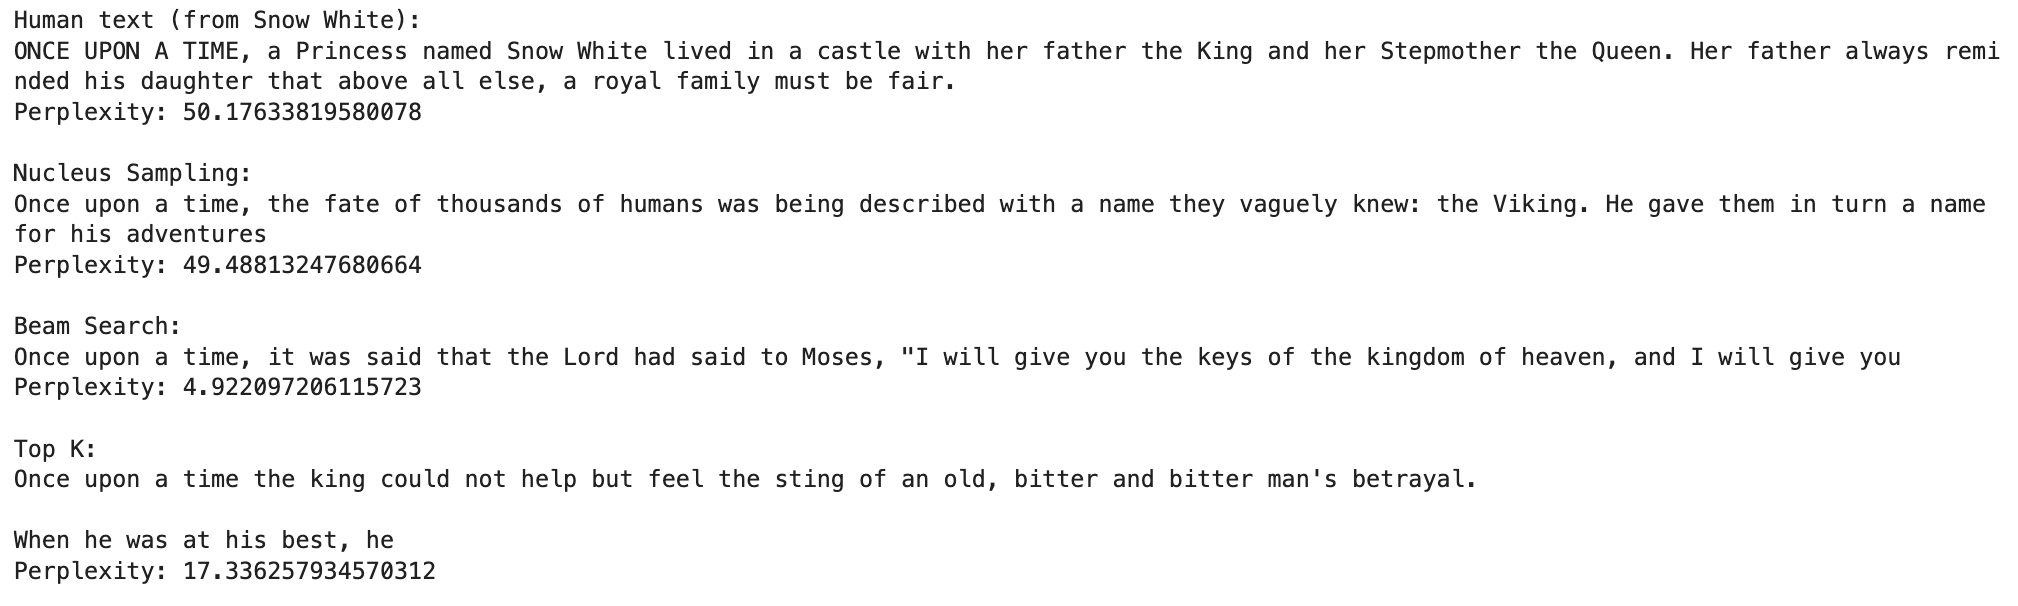 Human text (from Snow White):
ONCE UPON A TIME, a Princess named Snow White lived in a castle with her father the King and her Stepmother the Queen. Her father always remi
nded his daughter that above all else, a royal family must be fair.
Perplexity: 50.17633819580078
Nucleus Sampling:
Once upon a time, the fate of thousands of humans was being described with a name they vaguely knew: the Viking. He gave them in turn a name
for his adventures
Perplexity: 49.48813247680664
Beam Search:
Once upon a time, it was said that the Lord had said to Moses, "I will give you the keys of the kingdom of heaven, and I will give you
Perplexity: 4.922097206115723
Top K:
Once upon a time the king could not help but feel the sting of an old, bitter and bitter man's betrayal.
When he was at his best, he
Perplexity: 17.336257934570312